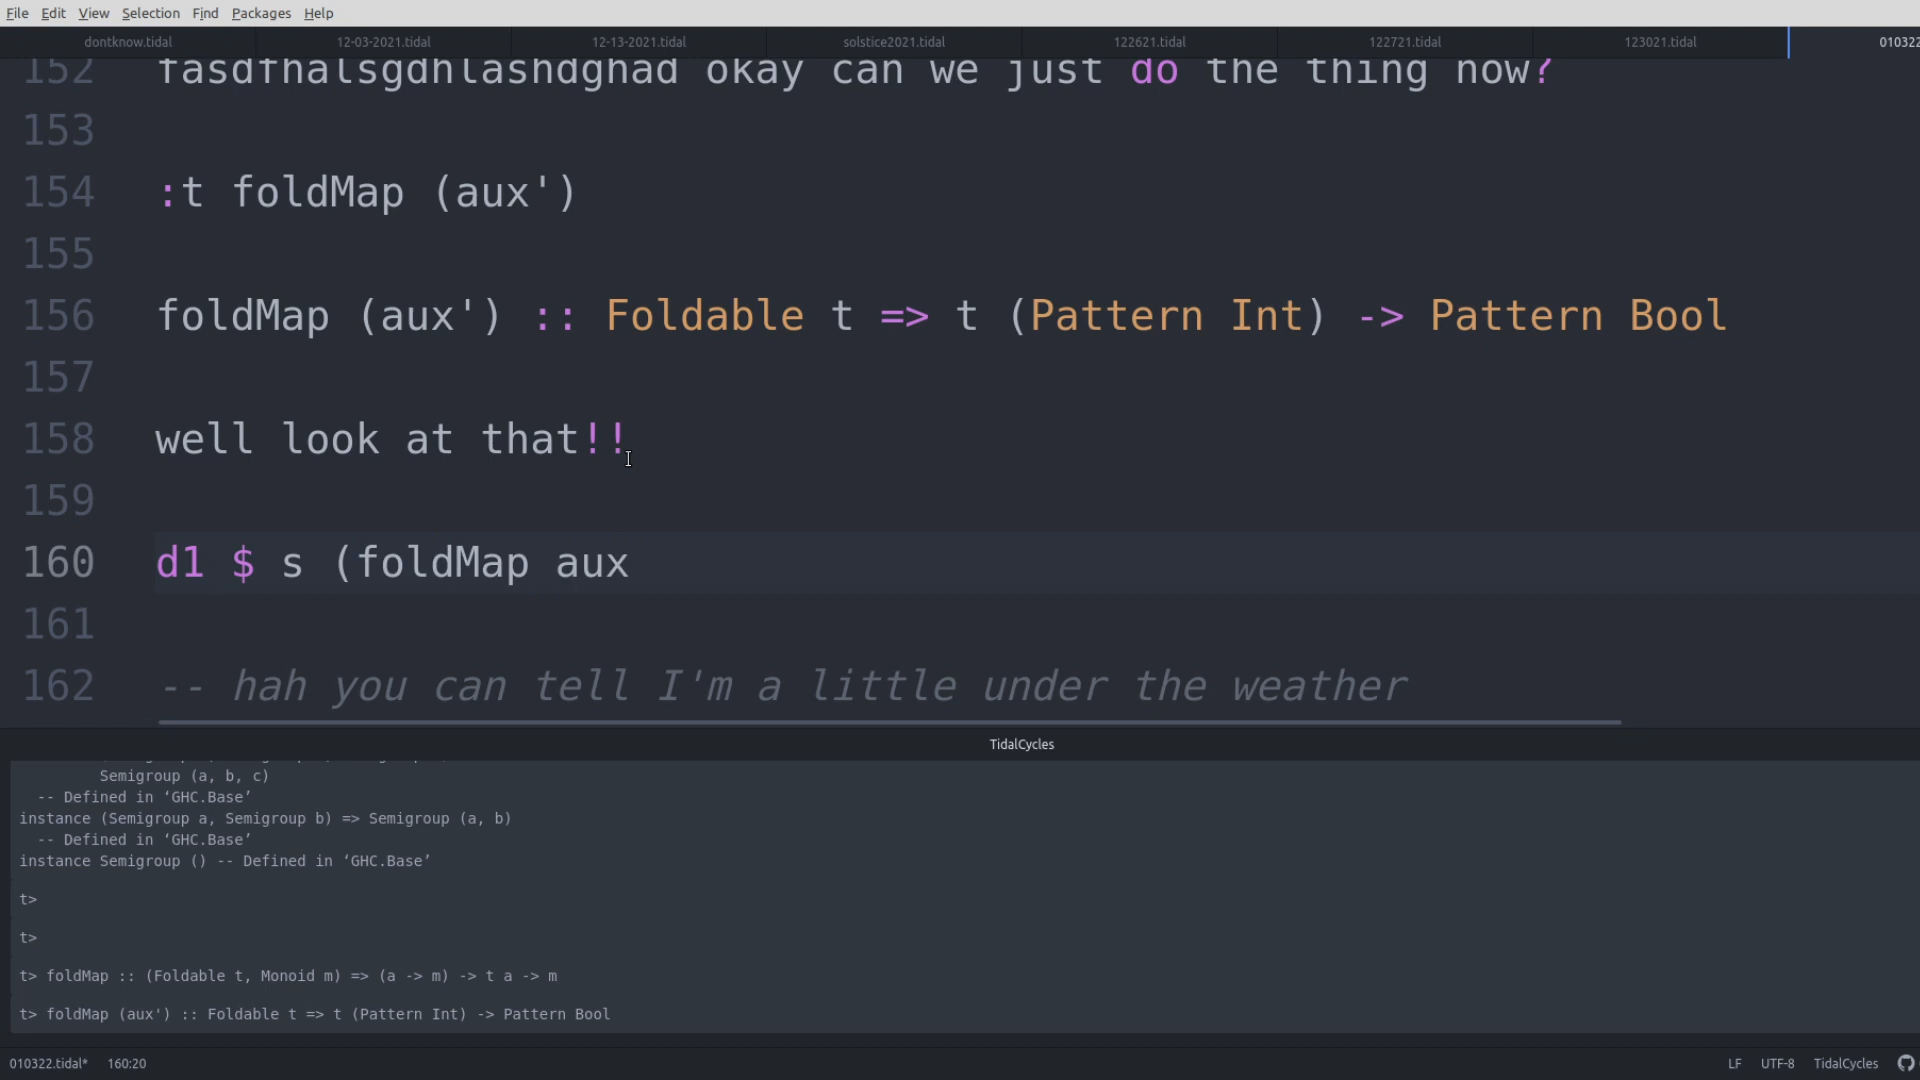 File Edit View Selection Find Packages Help
dontknow.tidal 12-03-2021.tidal 12-13-2021.tidal solstice2021.tidal 122621.tidal 122721.tidal 123021.tidal 010322
152 fasdfhalsgdhlashdghad okay can we just do the thing now?
153
154 :t foldMap (aux')
155
156 foldMap (aux') :: Foldable t => t (Pattern Int) -> Pattern Bool
157
158 well look at that!!
159
160 d1 $ s (foldMap aux
161
162 -- hah you can tell I'm a little under the weather
TidalCycles
Semigroup (a, b, c)
-- Defined in ‘GHC.Base’
instance (Semigroup a, Semigroup b) => Semigroup (a, b)
-- Defined in ‘GHC.Base’
instance Semigroup () -- Defined in ‘GHC.Base’
t>
t>
t> foldMap :: (Foldable t, Monoid m) => (a -> m) -> t a -> m
t> foldMap (aux') :: Foldable t => t (Pattern Int) -> Pattern Bool
010322.tidal* 160:20 LF UTF-8 TidalCycles